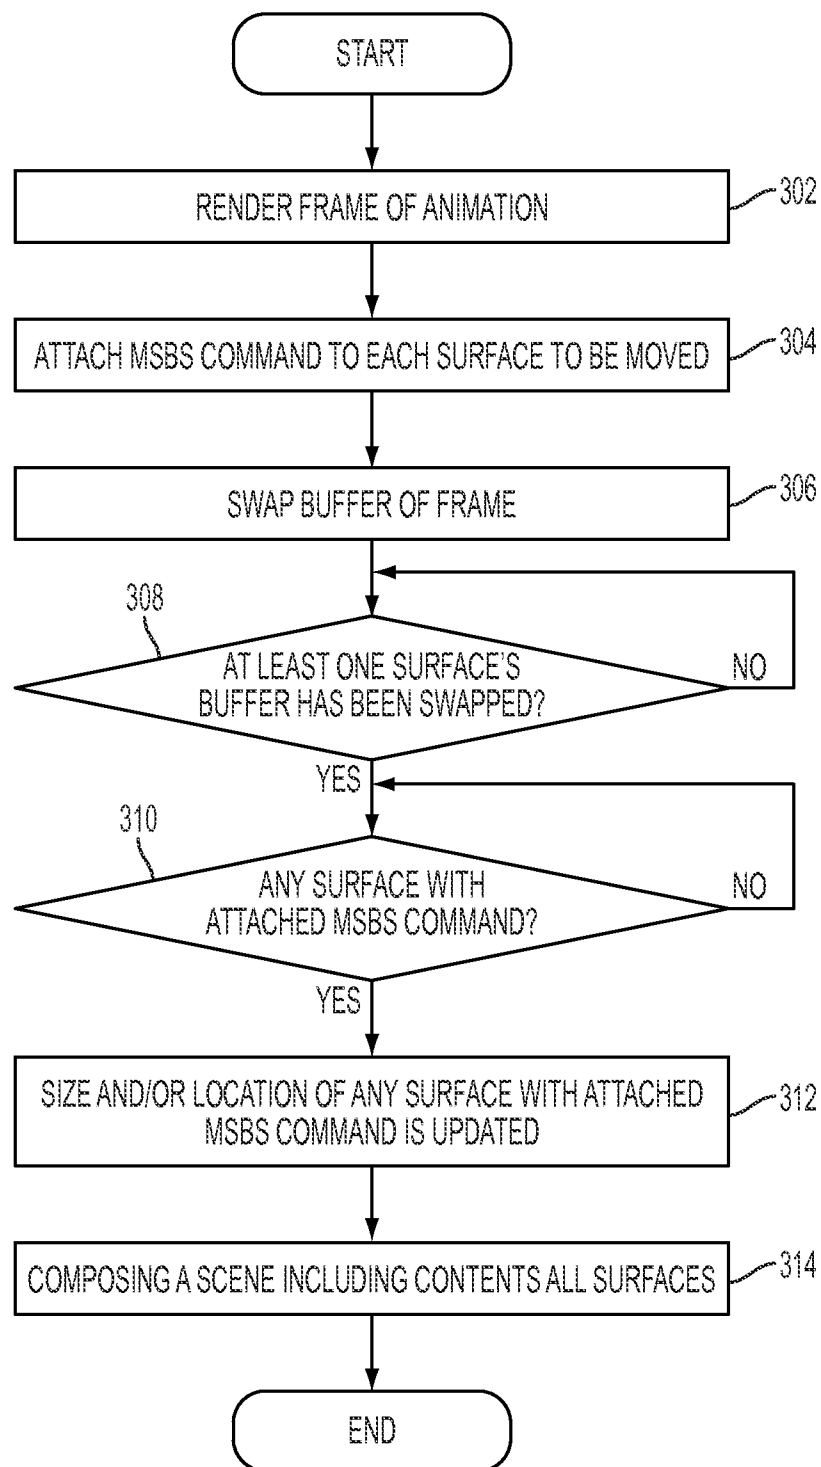 START
RENDER FRAME OF ANIMATION
302
ATTACH MSBS COMMAND TO EACH SURFACE TO BE MOVED
304
SWAP BUFFER OF FRAME
306
308
AT LEAST ONE SURFACE'S
BUFFER HAS BEEN SWAPPED?
NO
YES
310
ANY SURFACE WITH
ATTACHED MSBS COMMAND?
NO
YES
SIZE AND/OR LOCATION OF ANY SURFACE WITH ATTACHED
MSBS COMMAND IS UPDATED
312
COMPOSING A SCENE INCLUDING CONTENTS ALL SURFACES
314
END